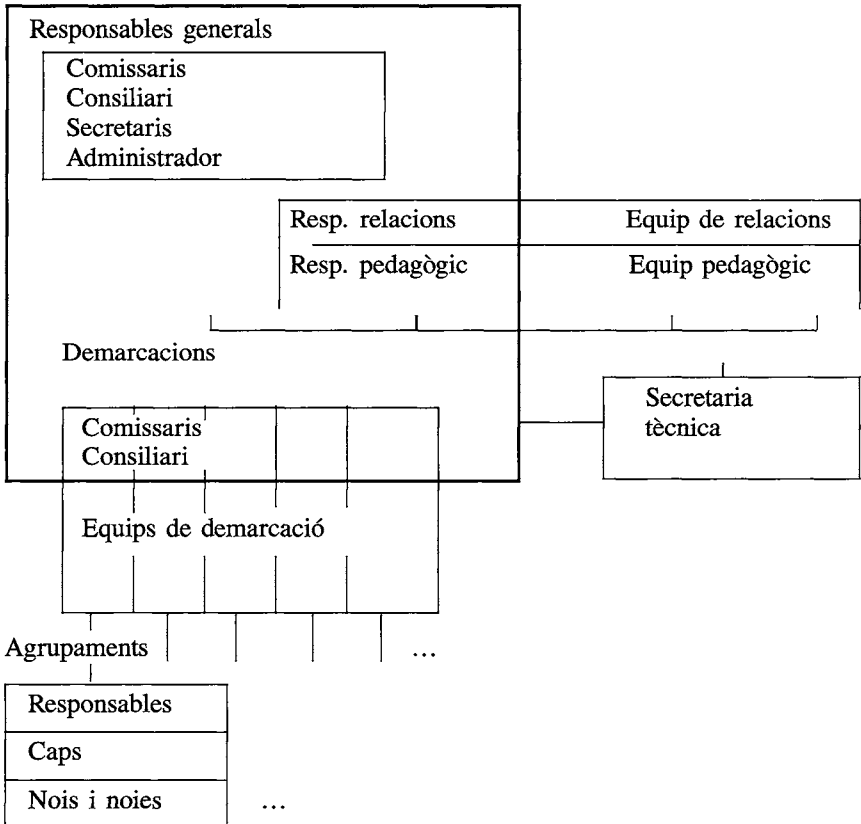 Responsables generals
Comissaris
Consiliari
Secretaris
Administrador
Resp. relacions Equip de relacions
Resp. pedagògic Equip pedagògic
Demarcacions
Secretaria
tècnica
Comissaris
Consiliari
Equips de demarcació
Agrupaments ...
Responsables
Caps
Nois i noies ...